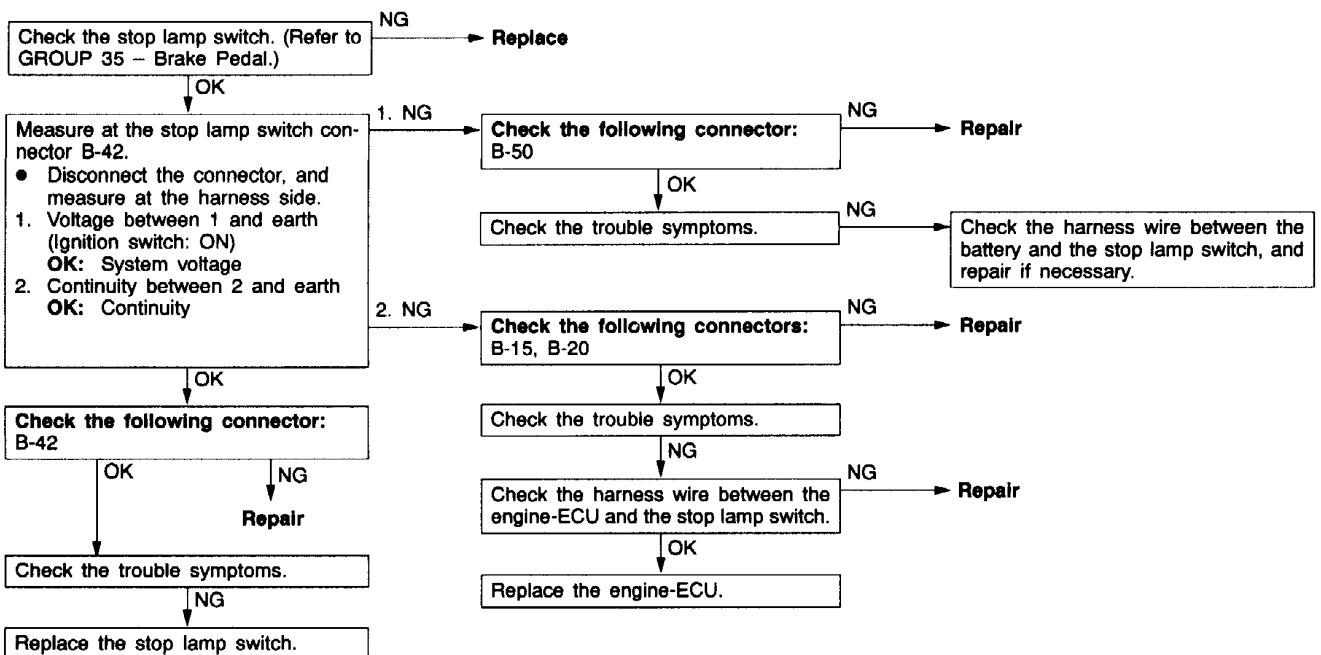 Check the stop lamp switch. (Refer to
GROUP 35 – Brake Pedal.)
NG
Replace
OK
Measure at the stop lamp switch con-
nector B-42.
● Disconnect the connector, and
measure at the harness side.
1. Voltage between 1 and earth
(Ignition switch: ON)
OK: System voltage
2. Continuity between 2 and earth
OK: Continuity
1. NG
Check the following connector:
B-50
NG
Repair
OK
Check the trouble symptoms.
NG
Check the harness wire between the
battery and the stop lamp switch, and
repair if necessary.
2. NG
Check the following connectors:
B-15, B-20
NG
Repair
OK
Check the trouble symptoms.
NG
Check the harness wire between the
engine-ECU and the stop lamp switch.
NG
Repair
OK
Replace the engine-ECU.
OK
Check the following connector:
B-42
OK
NG
Repair
Check the trouble symptoms.
NG
Replace the stop lamp switch.